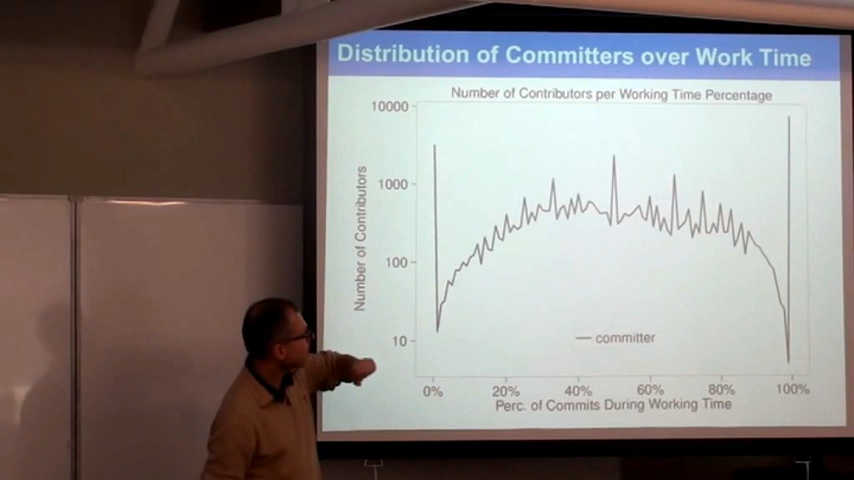 Distribution of Committers over Work Time
Number of Contributors per Working Time Percentage
10000
1000
100
10
Number of Contributors
committer
0% 20% 40% 60% 80% 100%
Perc. of Commits During Working Time